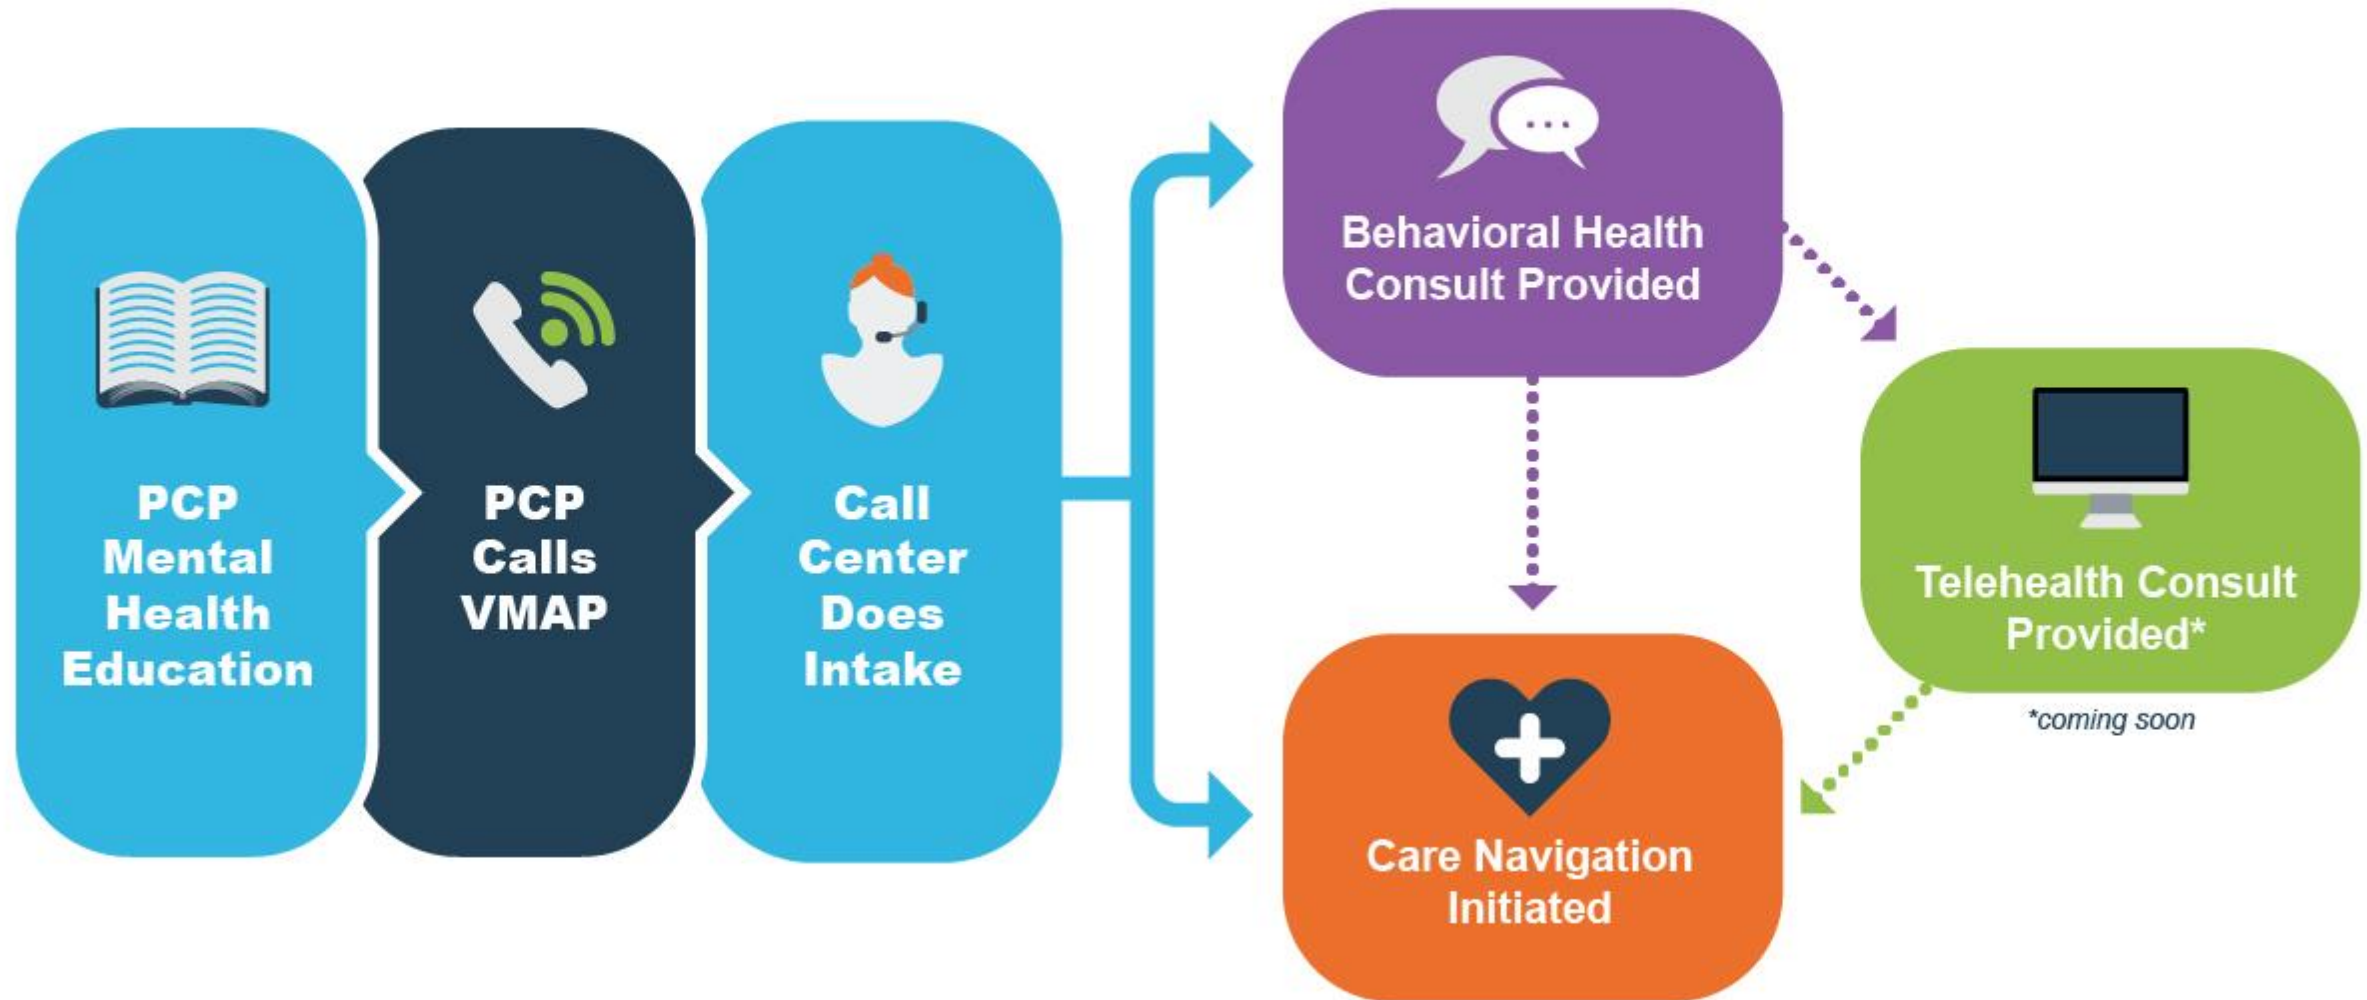 PCP
Mental
Health
Education
PCP
Calls
VMAP
Call
Center
Does
Intake
Behavioral Health
Consult Provided
Telehealth Consult
Provided*
*coming soon
Care Navigation
Initiated